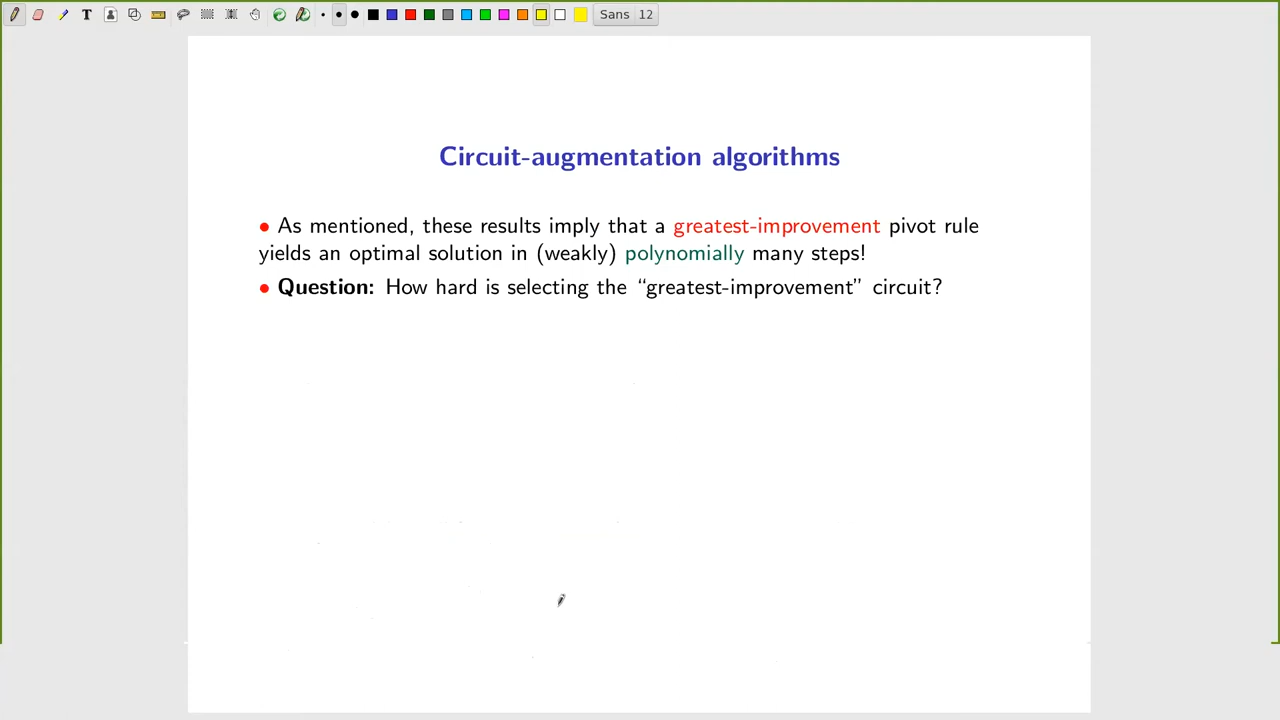 Sans 12
Circuit-augmentation algorithms
• As mentioned, these results imply that a greatest-improvement pivot rule
yields an optimal solution in (weakly) polynomially many steps!
• Question: How hard is selecting the “greatest-improvement” circuit?